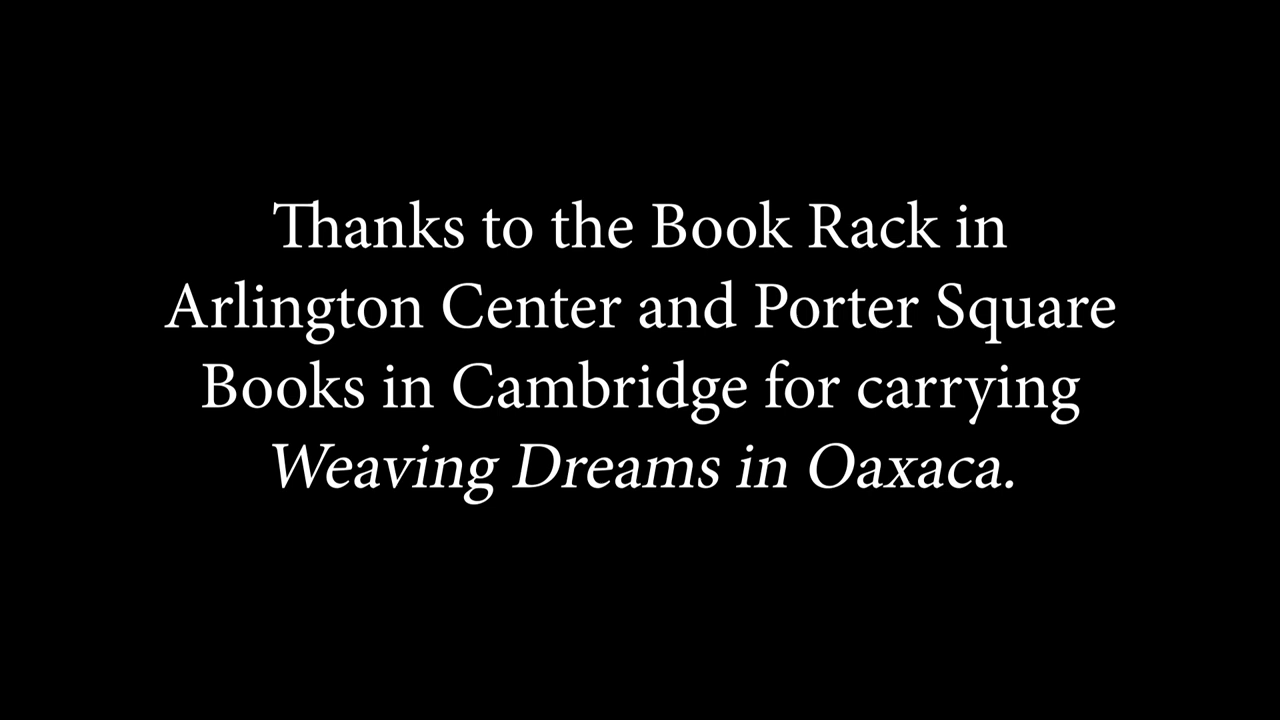 Thanks to the Book Rack in
Arlington Center and Porter Square
Books in Cambridge for carrying
Weaving Dreams in Oaxaca.